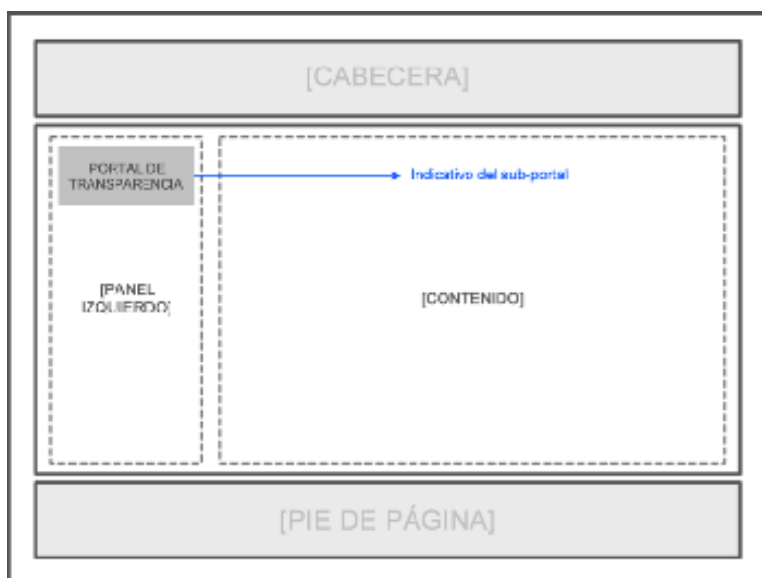 [CABECERA]
PORTAL DE
TRANSPARENCIA
Indicativo del sub-portal
[PANEL
IZQUIERDO]
[CONTENIDO]
[PIE DE PÁGINA]